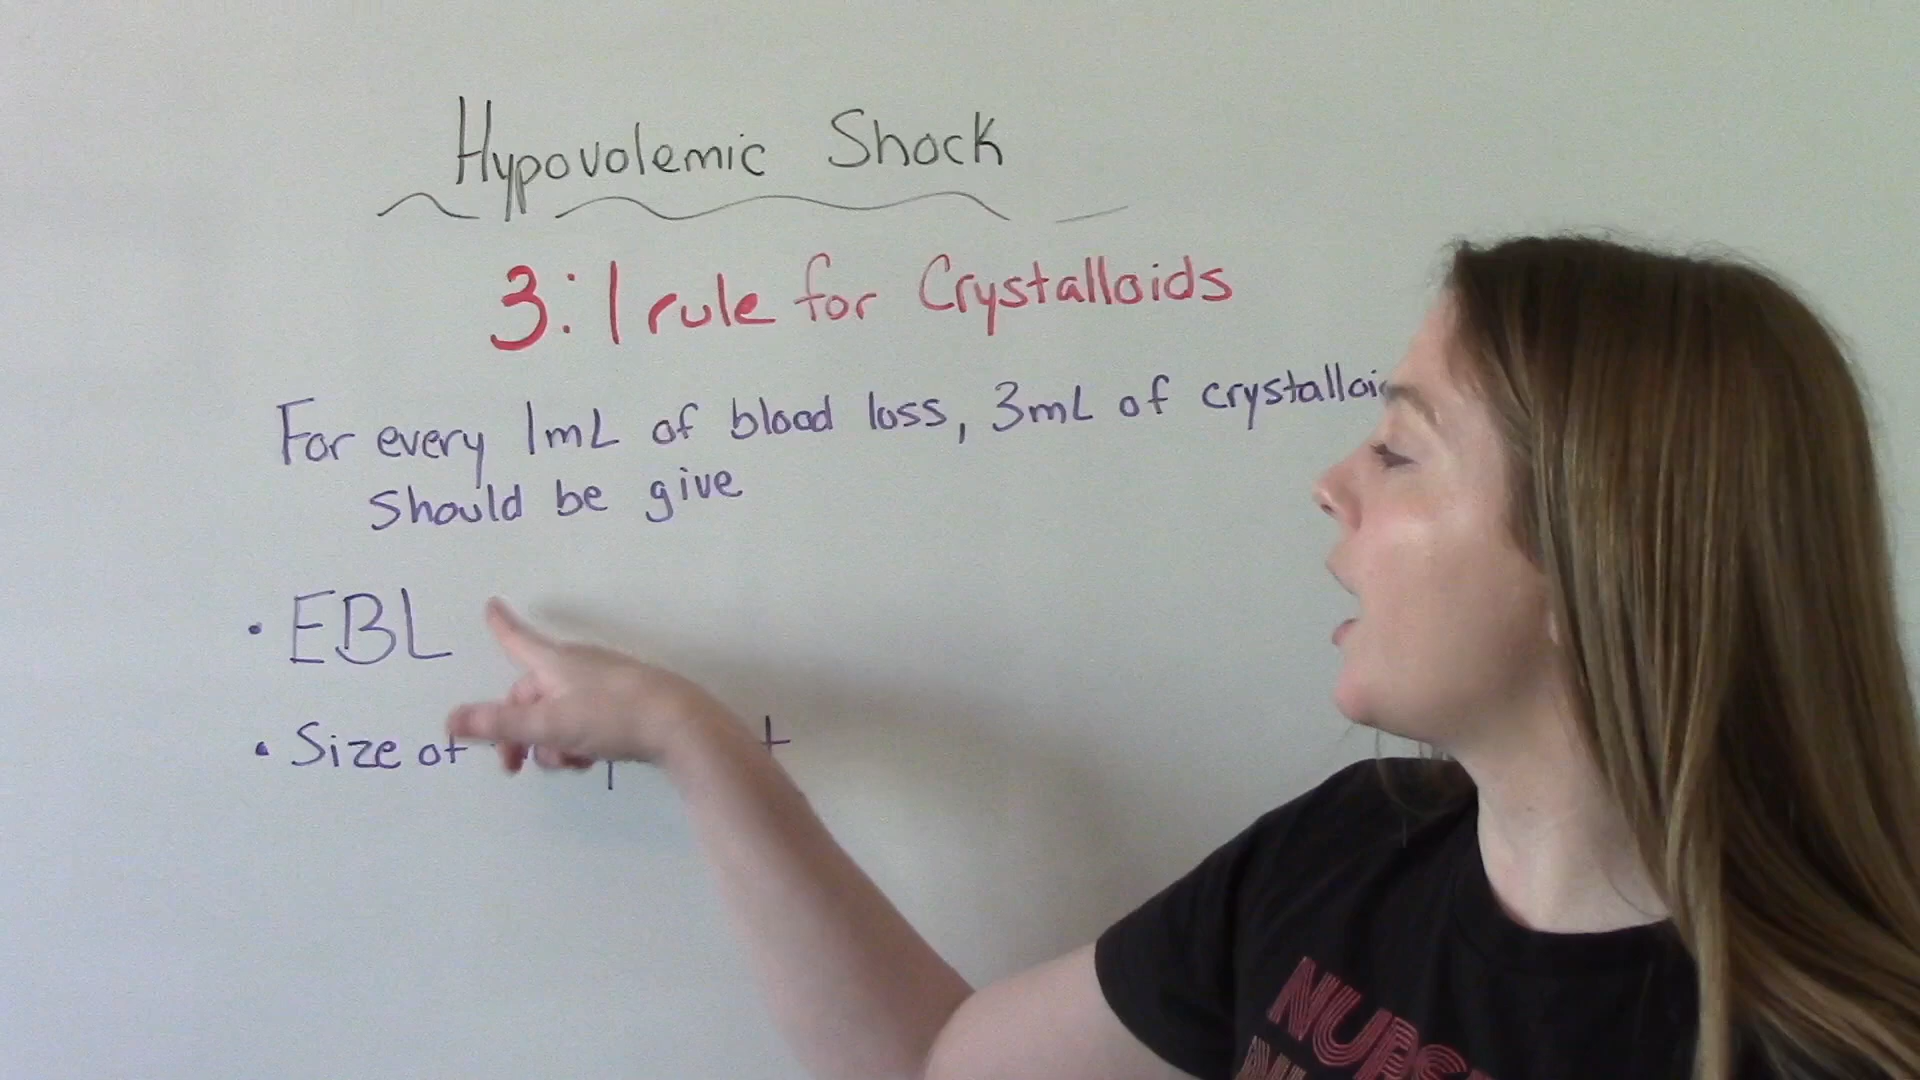 Hypovolemic Shock
3:1 rule for Crystalloids
For every 1mL of blood loss, 3mL of crystalloi
Should be give
• EBL
• Size of